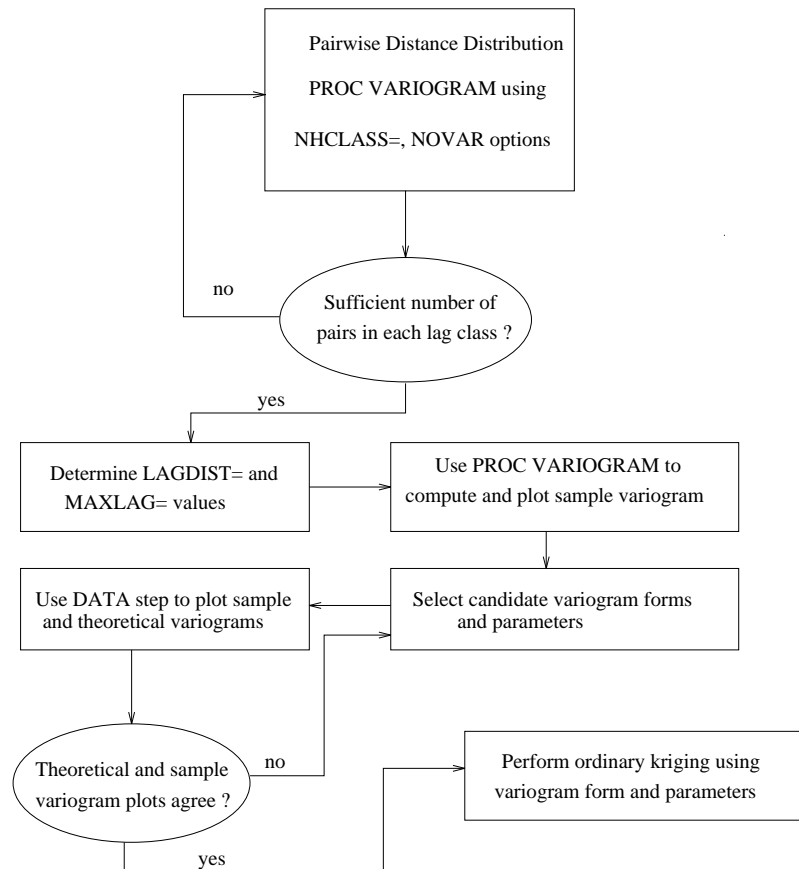 Pairwise Distance Distribution
PROC VARIOGRAM using
NHCLASS=, NOVAR options
no
Sufficient number of
pairs in each lag class ?
yes
Determine LAGDIST= and
MAXLAG= values
Use PROC VARIOGRAM to
compute and plot sample variogram
Use DATA step to plot sample
and theoretical variograms
Select candidate variogram forms
and parameters
no
Theoretical and sample
variogram plots agree ?
Perform ordinary kriging using
variogram form and parameters
yes